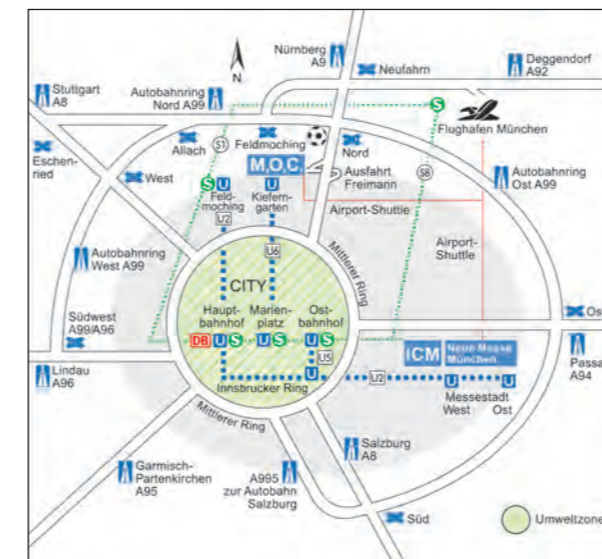 Nürnberg
A9
N
Neufahrn
Deggendorf
A92
Stuttgart
A8
Autobahnring
Nord A99
S
Flughafen München
Feldmoching
Allach
S1
M,O,C
Nord
S8
Eschen-
ried
West
S U
Feld-
moching
U2
U
Kiefern-
garten
Ausfahrt
Freimann
Autobahnring
Ost A99
Airport-Shuttle
U6
Mittlerer Ring
Airport-
Shuttle
Autobahnring
West A99
CITY
Südwest
A99/A96
Haupt-
bahnhof
Marien-
platz
Ost-
bahnhof
Ost
DB U S
U S
U S
U5
ICM
Neue Messe
München
Passa
A94
Lindau
A96
U
Innsbrucker Ring
U2
U U
Messestadt
West Ost
Mittlerer Ring
Salzburg
A8
Garmisch-
Partenkirchen
A95
A995
zur Autobahn
Salzburg
Süd
Umweltzone